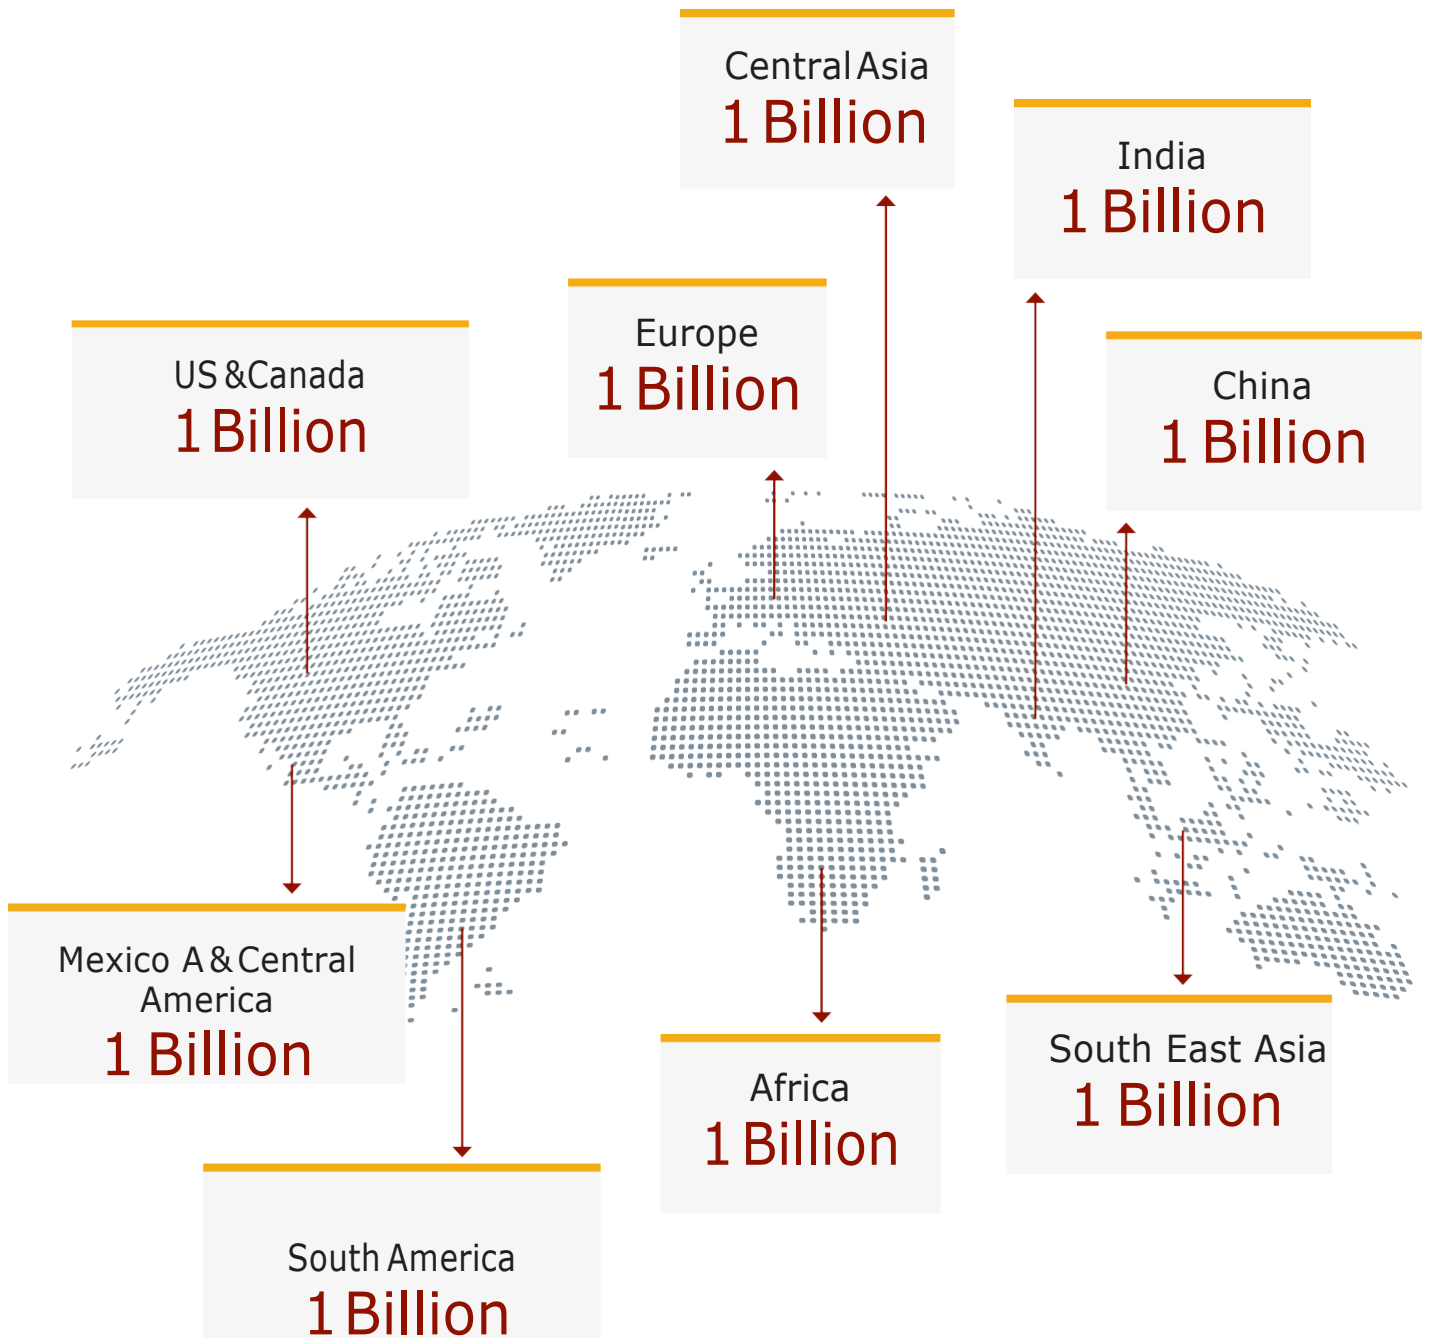 Central Asia
1 Billion
India
1 Billion
Europe
1 Billion
US &Canada
1 Billion
China
1 Billion
Mexico A & Central
America
1 Billion
South East Asia
1 Billion
Africa
1 Billion
South America
1 Billion